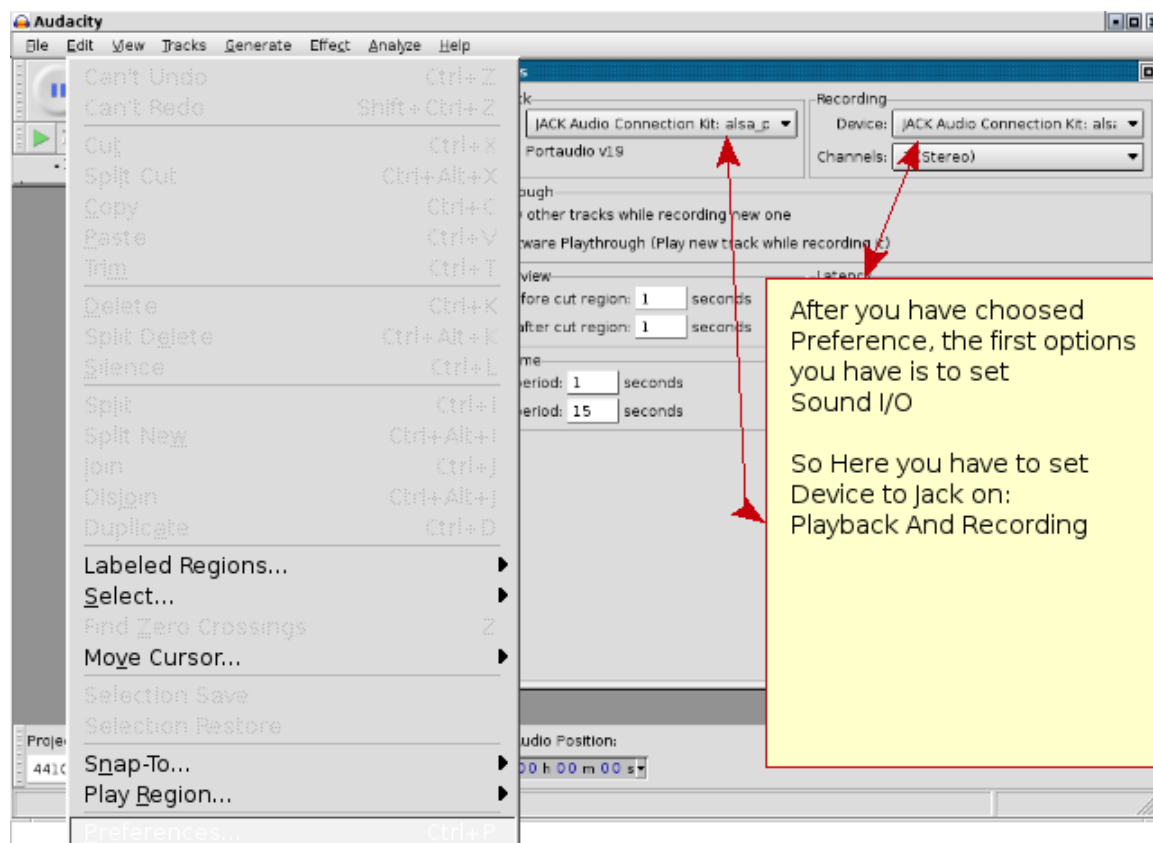 Audacity
File Edit View Tracks Generate Effect Analyze Help
Can't Undo Ctrl+Z
Can't Redo Shift+Ctrl+Z
Cut Ctrl+X
Split Cut Ctrl+Alt+X
Copy Ctrl+C
Paste Ctrl+V
Trim Ctrl+T
Delete Ctrl+K
Split Delete Ctrl+Alt+K
Silence Ctrl+L
Split Ctrl+I
Split New Ctrl+Alt+I
Join Ctrl+J
Disjoin Ctrl+Alt+J
Duplicate Ctrl+D
Labeled Regions...
Select...
Find Zero Crossings Z
Move Cursor...
Selection Save
Selection Restore
Snap-To...
Play Region...
Preferences... Ctrl+P
Recording
JACK Audio Connection Kit: alsa_p
Device: JACK Audio Connection Kit: alsa
Portaudio v19
Channels: (Stereo)
other tracks while recording new one
ware Playthrough (Play new track while recording it)
view
Latency
fore cut region: 1 seconds
after cut region: 1 seconds
me
period: 1 seconds
period: 15 seconds
After you have choosed
Preference, the first options
you have is to set
Sound I/O
So Here you have to set
Device to Jack on:
Playback And Recording
Audio Position:
00 h 00 m 00 s